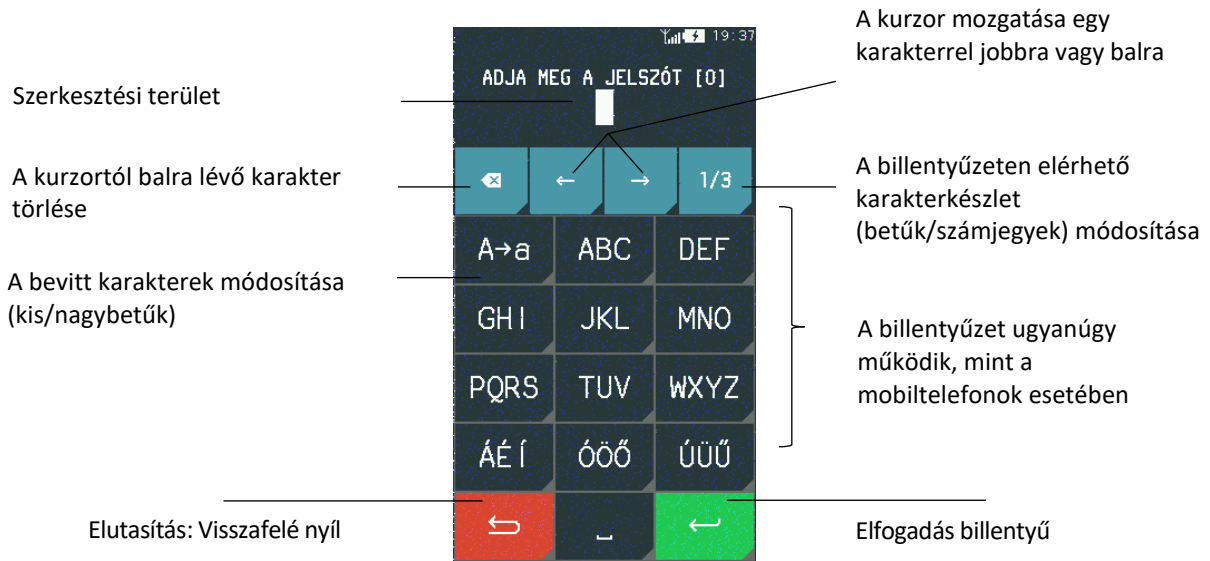 A kurzor mozgatása egy
karakterrel jobbra vagy balra
19:37
ADJA MEG A JELSZÓT [0]
Szerkesztési terület
A kurzortól balra lévő karakter
törlése
← → 1/3
A billentyűzeten elérhető
karakterkészlet
(betűk/számjegyek) módosítása
A→a ABC DEF
A bevitt karakterek módosítása
(kis/nagybetűk)
GHI JKL MNO
A billentyűzet ugyanúgy
működik, mint a
mobiltelefonok esetében
PQRS TUV WXYZ
ÁÉÍ ÓÖŐ ÚÜŰ
Elutasítás: Visszafelé nyíl
Elfogadás billentyű